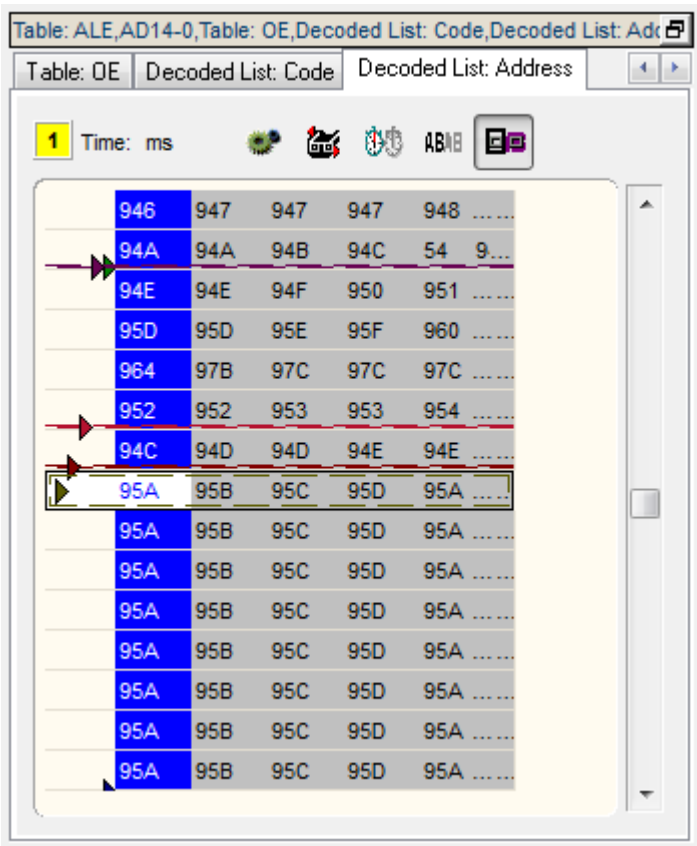 Table: ALE,AD14-0,Table: OE,Decoded List: Code,Decoded List: Add
Table: OE Decoded List: Code Decoded List: Address
1 Time: ms ABAB
946 947 947 947 948 ... ...
94A 94A 94B 94C 54 9...
94E 94E 94F 950 951 ... ...
95D 95D 95E 95F 960 ... ...
964 97B 97C 97C 97C ... ...
952 952 953 953 954 ... ...
94C 94D 94D 94E 94E ... ...
95A 95B 95C 95D 95A ... ...
95A 95B 95C 95D 95A ... ...
95A 95B 95C 95D 95A ... ...
95A 95B 95C 95D 95A ... ...
95A 95B 95C 95D 95A ... ...
95A 95B 95C 95D 95A ... ...
95A 95B 95C 95D 95A ... ...
95A 95B 95C 95D 95A ... ...